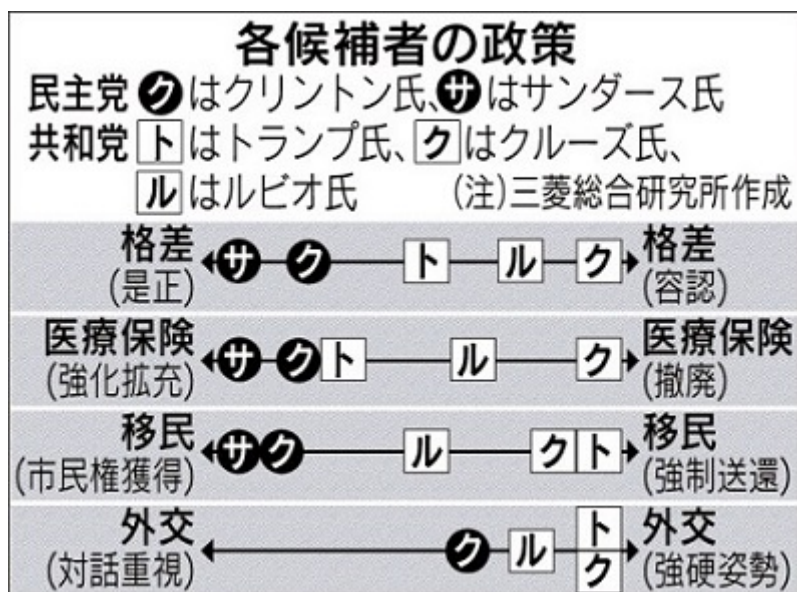 各候補者の政策
民主党 クはクリントン氏、サはサンダース氏
共和党 トはトランプ氏、クはクルーズ氏、
ルはルビオ氏 (注)三菱総合研究所作成
格差 サ ク ト ル ク 格差
(是正) (容認)
医療保険 サ ク ト ル ク 医療保険
(強化拡充) (撤廃)
移民 サ ク ル ク ト 移民
(市民権獲得) (強制送還)
外交 ク ル ト ク 外交
(対話重視) (強硬姿勢)